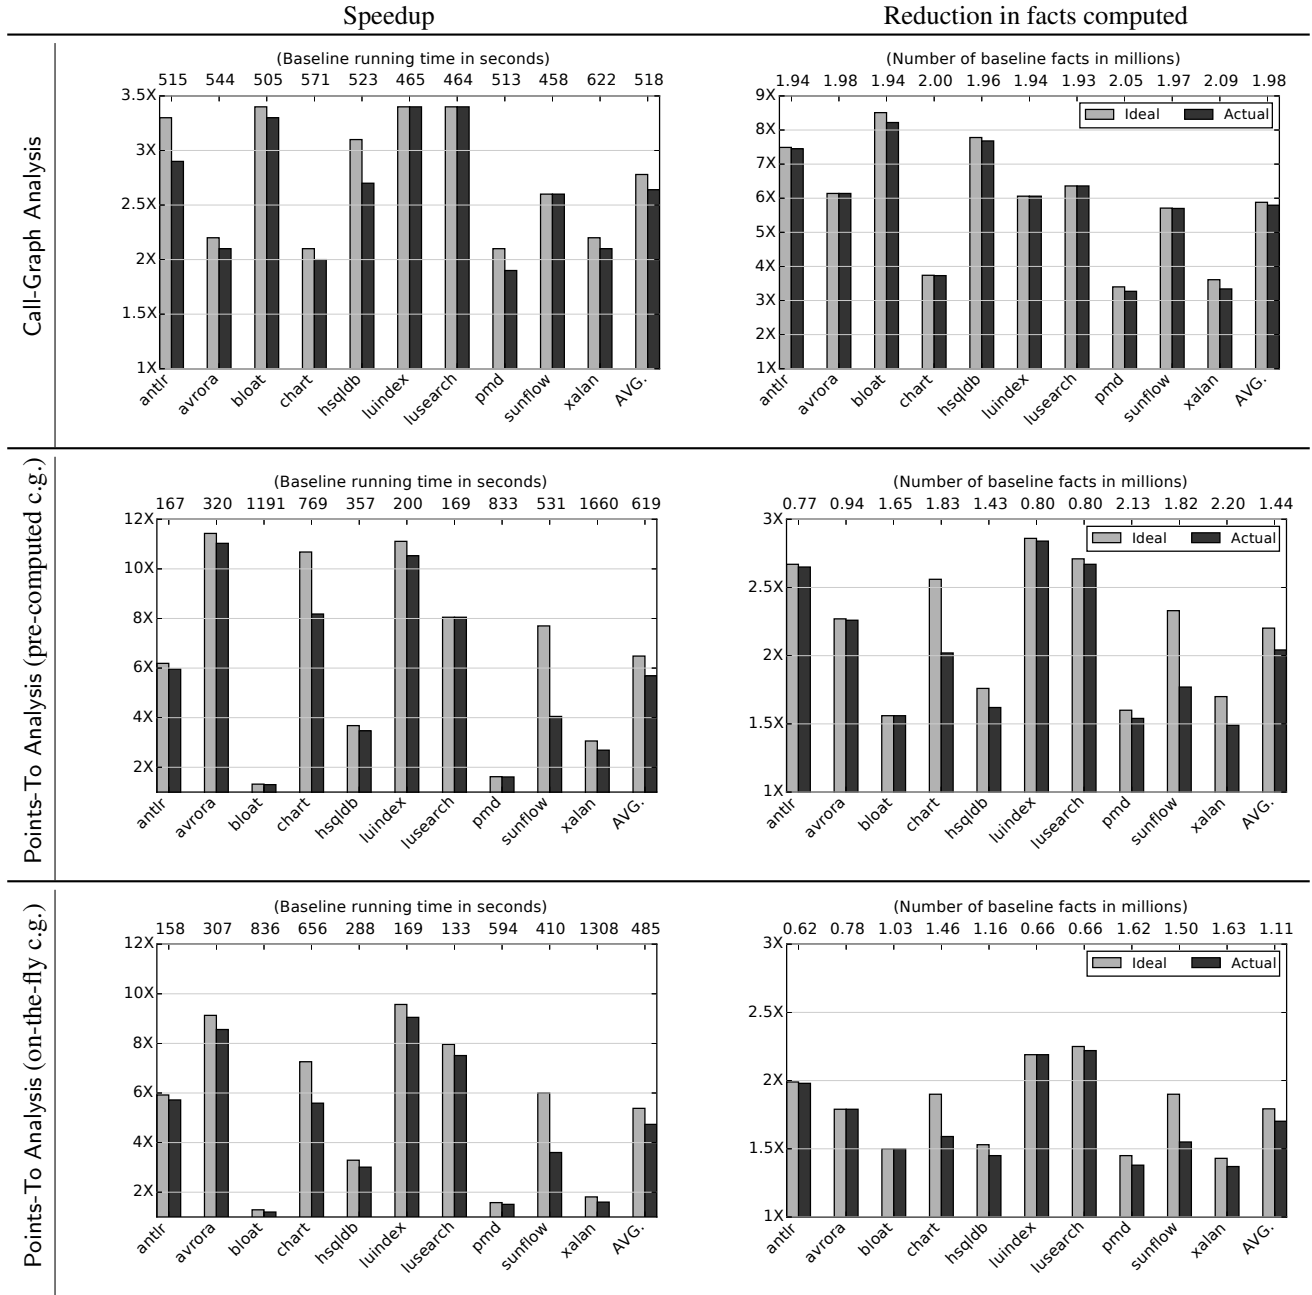 Speedup
Reduction in facts computed
Call-Graph Analysis
(Baseline running time in seconds)
515 544 505 571 523 465 464 513 458 622 518
3.5X
3X
2.5X
2X
1.5X
1X
antlr avrora bloat chart hsqldb luindex lusearch pmd sunflow xalan AVG.
(Number of baseline facts in millions)
1.94 1.98 1.94 2.00 1.96 1.94 1.93 2.05 1.97 2.09 1.98
9X
Ideal Actual
8X
7X
6X
5X
4X
3X
2X
1X
antlr avrora bloat chart hsqldb luindex lusearch pmd sunflow xalan AVG.
Points-To Analysis (pre-computed c.g.)
(Baseline running time in seconds)
167 320 1191 769 357 200 169 833 531 1660 619
12X
10X
8X
6X
4X
2X
antlr avrora bloat chart hsqldb luindex lusearch pmd sunflow xalan AVG.
(Number of baseline facts in millions)
0.77 0.94 1.65 1.83 1.43 0.80 0.80 2.13 1.82 2.20 1.44
3X
Ideal Actual
2.5X
2X
1.5X
1X
antlr avrora bloat chart hsqldb luindex lusearch pmd sunflow xalan AVG.
Points-To Analysis (on-the-fly c.g.)
(Baseline running time in seconds)
158 307 836 656 288 169 133 594 410 1308 485
12X
10X
8X
6X
4X
2X
antlr avrora bloat chart hsqldb luindex lusearch pmd sunflow xalan AVG.
(Number of baseline facts in millions)
0.62 0.78 1.03 1.46 1.16 0.66 0.66 1.62 1.50 1.63 1.11
3X
Ideal Actual
2.5X
2X
1.5X
1X
antlr avrora bloat chart hsqldb luindex lusearch pmd sunflow xalan AVG.